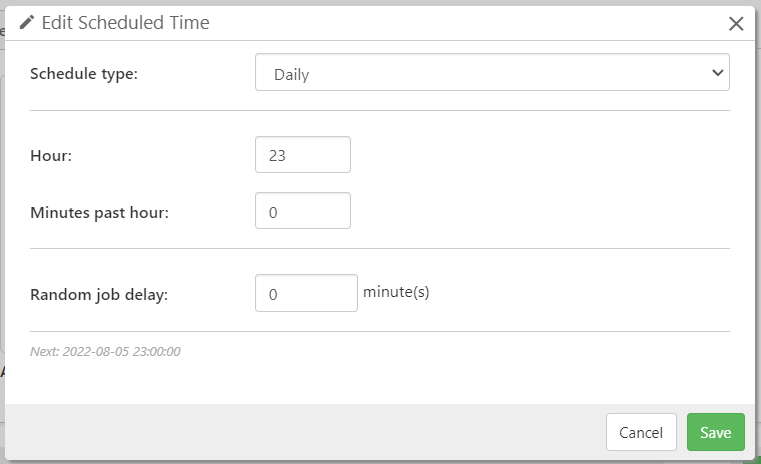 Edit Scheduled Time
Schedule type: Daily
Hour: 23
Minutes past hour: 0
Random job delay: 0 minute(s)
Next: 2022-08-05 23:00:00
Cancel Save